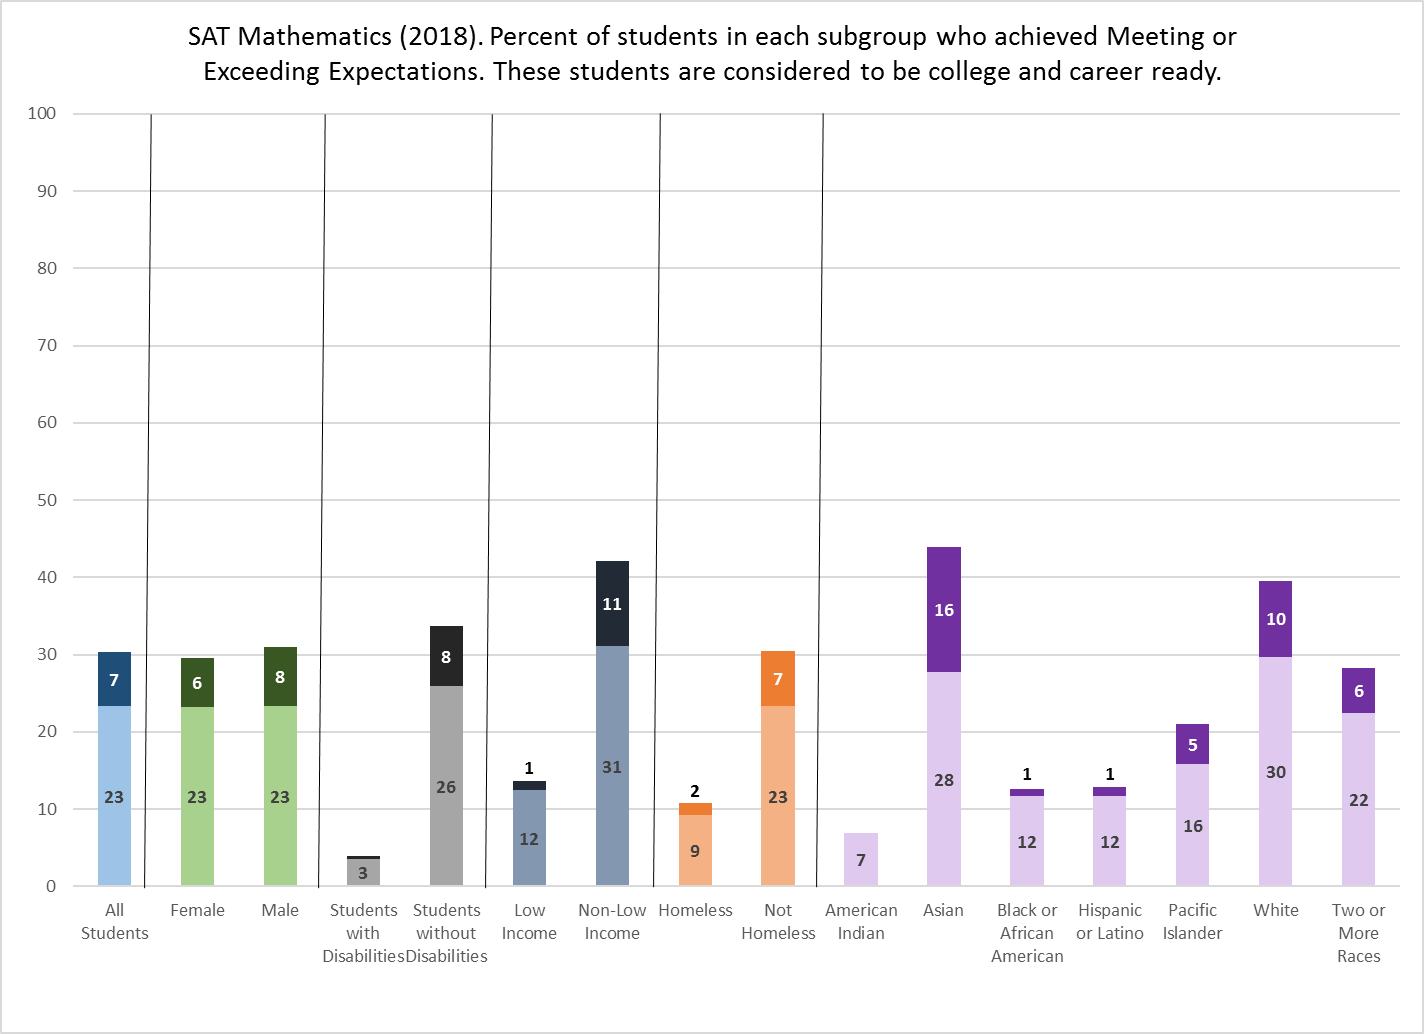 SAT Mathematics (2018). Percent of students in each subgroup who achieved Meeting or
Exceeding Expectations. These students are considered to be college and career ready.
100
90
80
70
60
50
40
30
20
10
0
7
23
6
23
8
23
3
8
26
1
12
11
31
2
9
7
23
7
16
28
1
12
1
12
5
16
10
30
6
22
All
Students
Female
Male
Students
with
Disabilities
Students
without
Disabilities
Low
Income
Non-Low
Income
Homeless
Not
Homeless
American
Indian
Asian
Black or
African
American
Hispanic
or Latino
Pacific
Islander
White
Two or
More
Races